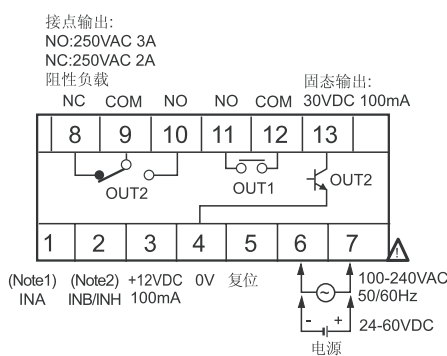 接点输出:
NO:250VAC 3A
NC:250VAC 2A
阻性负载
固态输出:
30VDC 100mA
NC COM NO NO COM
8 9 10 11 12 13
OUT2 OUT1 OUT2
1 2 3 4 5 6 7
(Note1) (Note2) +12VDC 0V 复位
INA INB/INH 100mA
100-240VAC
50/60Hz
- +
24-60VDC
电源